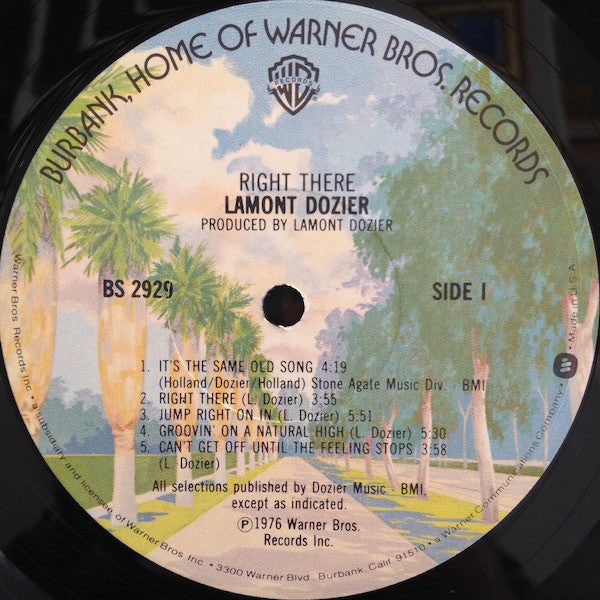 BURBANK, HOME OF WARNER BROS. RECORDS
RECORDS
RIGHT THERE
LAMONT DOZIER
PRODUCED BY LAMONT DOZIER
BS 2929
SIDE I
1. IT'S THE SAME OLD SONG 4:19
(Holland/Dozier/Holland) Stone Agate Music Div. - BMI
2. RIGHT THERE (L. Dozier) 3:55
3. JUMP RIGHT ON IN (L. Dozier) 5:51
4. GROOVIN' ON A NATURAL HIGH (L. Dozier) 5:30
5. CAN'T GET OFF UNTIL THE FEELING STOPS 3:58
(L. Dozier)
All selections published by Dozier Music - BMI,
except as indicated.
℗ 1976 Warner Bros.
Records Inc.
Warner Bros. Records Inc. • a subsidiary and licensee of Warner Bros. Inc. • 3300 Warner Blvd., Burbank, Calif. 91510 • a Warner Communications Company • Made in U.S.A.